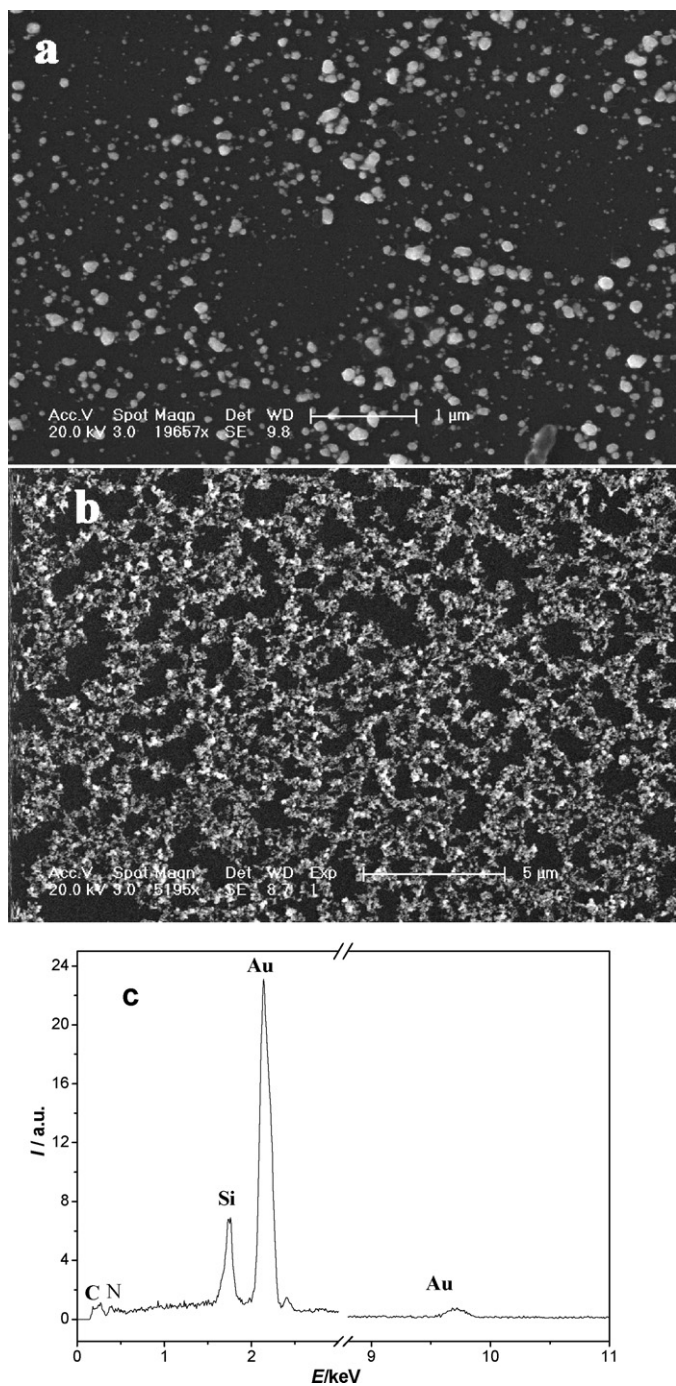 a
Acc.V Spot Magn Det WD 1 µm
20.0 kV 3.0 19657x SE 9.8
b
Acc.V Spot Magn Det WD Exp 5 µm
20.0 kV 3.0 5195x SE 8.7 1
c
Au
Si
C N
Au
I / a.u.
24
20
16
12
8
4
0
0 1 2 9 10 11
E/keV